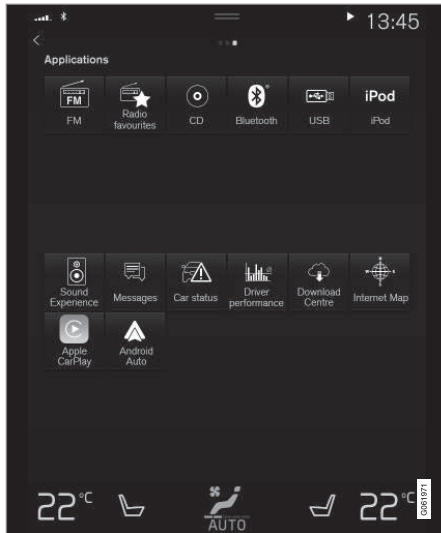 13:45
Applications
FM
FM
Radio
favourites
CD
Bluetooth
USB
iPod
iPod
Sound
Experience
Messages
Car status
Driver
performance
Download
Centre
Internet Map
Apple
CarPlay
Android
Auto
22°C
AUTO
22°C
G061971